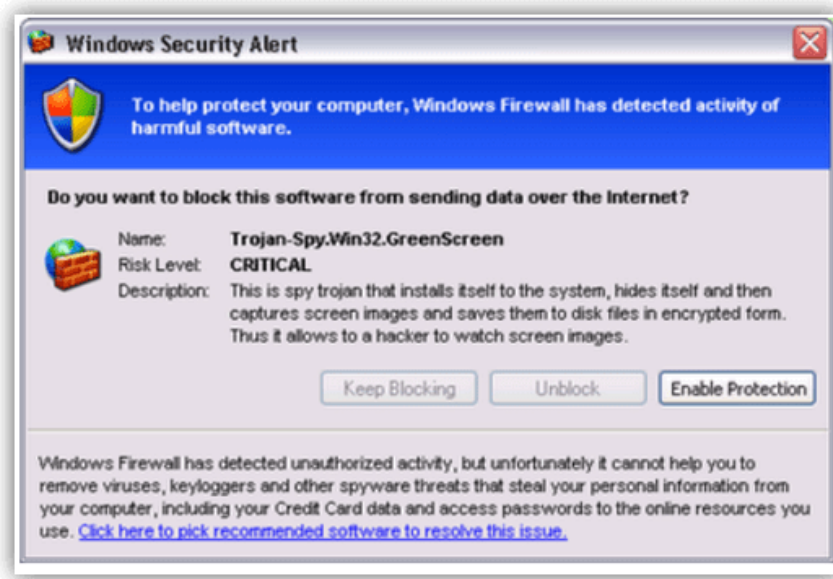 Windows Security Alert
To help protect your computer, Windows Firewall has detected activity of
harmful software.
Do you want to block this software from sending data over the Internet?
Name: Trojan-Spy.Win32.GreenScreen
Risk Level: CRITICAL
Description: This is spy trojan that installs itself to the system, hides itself and then
captures screen images and saves them to disk files in encrypted form.
Thus it allows to a hacker to watch screen images.
Keep Blocking Unblock Enable Protection
Windows Firewall has detected unauthorized activity, but unfortunately it cannot help you to
remove viruses, keyloggers and other spyware threats that steal your personal information from
your computer, including your Credit Card data and access passwords to the online resources you
use. Click here to pick recommended software to resolve this issue.